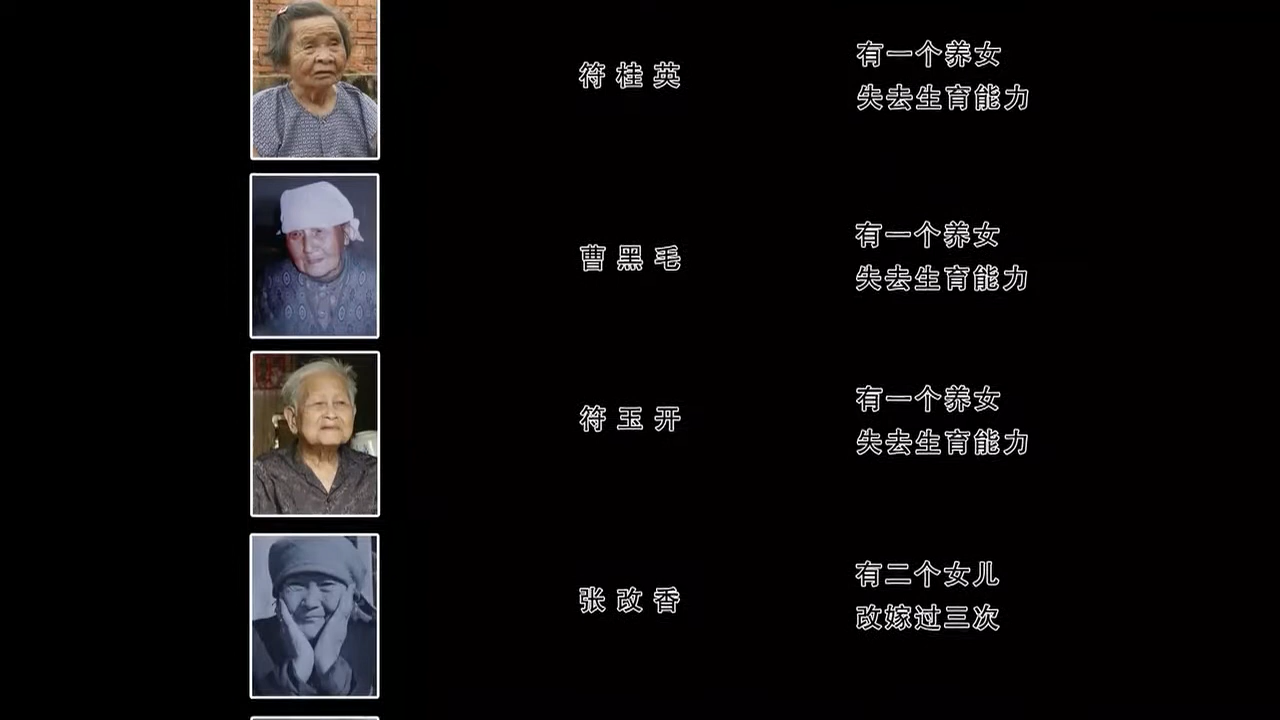 符桂英
有一个养女
失去生育能力
曹黑毛
有一个养女
失去生育能力
符玉开
有一个养女
失去生育能力
张改香
有二个女儿
改嫁过三次